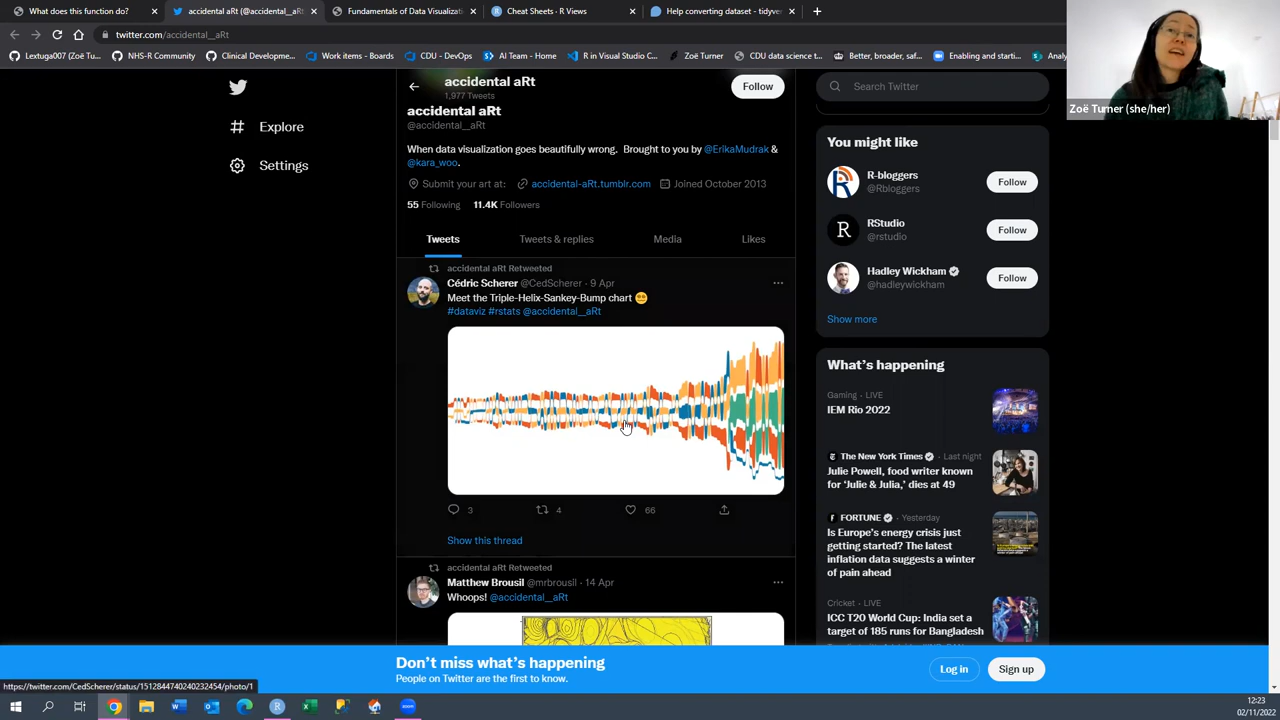 What does this function do?
accidental aRt (@accidental__aRt)
Fundamentals of Data Visualizat
Cheat Sheets - R Views
Help converting dataset - tidyve
twitter.com/accidental__aRt
Lextuga007 (Zoë Tu
NHS-R Community
Clinical Developme...
Work items - Boards
CDU - DevOps
AI Team - Home
R in Visual Studio C...
Zoë Turner
CDU data science t...
Better, broader, saf...
Enabling and starti...
Analy
Zoë Turner (she/her)
Explore
Settings
accidental aRt
1,977 Tweets
Follow
accidental aRt
@accidental__aRt
When data visualization goes beautifully wrong. Brought to you by @ErikaMudrak &
@kara_woo.
Submit your art at:
accidental-aRt.tumblr.com
Joined October 2013
55 Following
11.4K Followers
Tweets
Tweets & replies
Media
Likes
accidental aRt Retweeted
Cédric Scherer @CedScherer · 9 Apr
Meet the Triple-Helix-Sankey-Bump chart
#dataviz #rstats @accidental__aRt
3
4
66
Show this thread
accidental aRt Retweeted
Matthew Brousil @mrbrousil · 14 Apr
Whoops! @accidental__aRt
Search Twitter
You might like
R-bloggers
@Rbloggers
Follow
R
RStudio
@rstudio
Follow
Hadley Wickham
@hadleywickham
Follow
Show more
What's happening
Gaming · LIVE
IEM Rio 2022
The New York Times · Last night
Julie Powell, food writer known
for 'Julie & Julia,' dies at 49
FORTUNE · Yesterday
Is Europe's energy crisis just
getting started? The latest
inflation data suggests a winter
of pain ahead
Cricket · LIVE
ICC T20 World Cup: India set a
target of 185 runs for Bangladesh
Don't miss what's happening
People on Twitter are the first to know.
Log in
Sign up
https://twitter.com/CedScherer/status/1512844740240232454/photo/1
12:23
02/11/2022